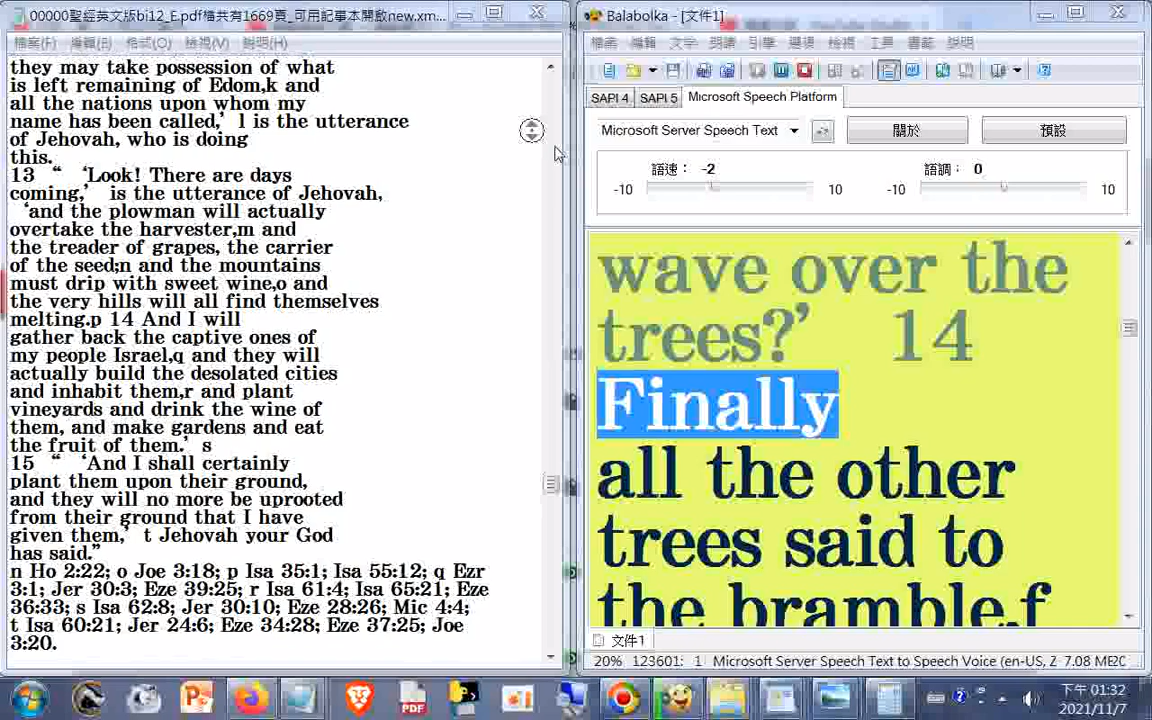 00000聖經英文版bi12_E.pdf檔共有1669頁_可用記事本開啟new.xm...
檔案(F) 編輯(E) 格式(O) 檢視(V) 說明(H)
they may take possession of what
is left remaining of Edom,k and
all the nations upon whom my
name has been called,’ l is the utterance
of Jehovah, who is doing
this.
13 “ ‘Look! There are days
coming,’ is the utterance of Jehovah,
‘and the plowman will actually
overtake the harvester,m and
the treader of grapes, the carrier
of the seed;n and the mountains
must drip with sweet wine,o and
the very hills will all find themselves
melting.p 14 And I will
gather back the captive ones of
my people Israel,q and they will
actually build the desolated cities
and inhabit them,r and plant
vineyards and drink the wine of
them, and make gardens and eat
the fruit of them.’ s
15 “ ‘And I shall certainly
plant them upon their ground,
and they will no more be uprooted
from their ground that I have
given them,’ t Jehovah your God
has said.”
n Ho 2:22; o Joe 3:18; p Isa 35:1; Isa 55:12; q Ezr
3:1; Jer 30:3; Eze 39:25; r Isa 61:4; Isa 65:21; Eze
36:33; s Isa 62:8; Jer 30:10; Eze 28:26; Mic 4:4;
t Isa 60:21; Jer 24:6; Eze 34:28; Eze 37:25; Joe
3:20.
Balabolka - [文件1]
檔案 編輯 文字 朗讀 引擎 選項 檢視 工具 書籤 說明
SAPI 4 SAPI 5 Microsoft Speech Platform
Microsoft Server Speech Text 關於 預設
語速： -2 語調： 0
-10 10 -10 10
wave over the
trees?’ 14
Finally
all the other
trees said to
the bramble,f
文件1
20% 123601: 1 Microsoft Server Speech Text to Speech Voice (en-US, Z 7.08 ME20
PDF
下午 01:32
2021/11/7